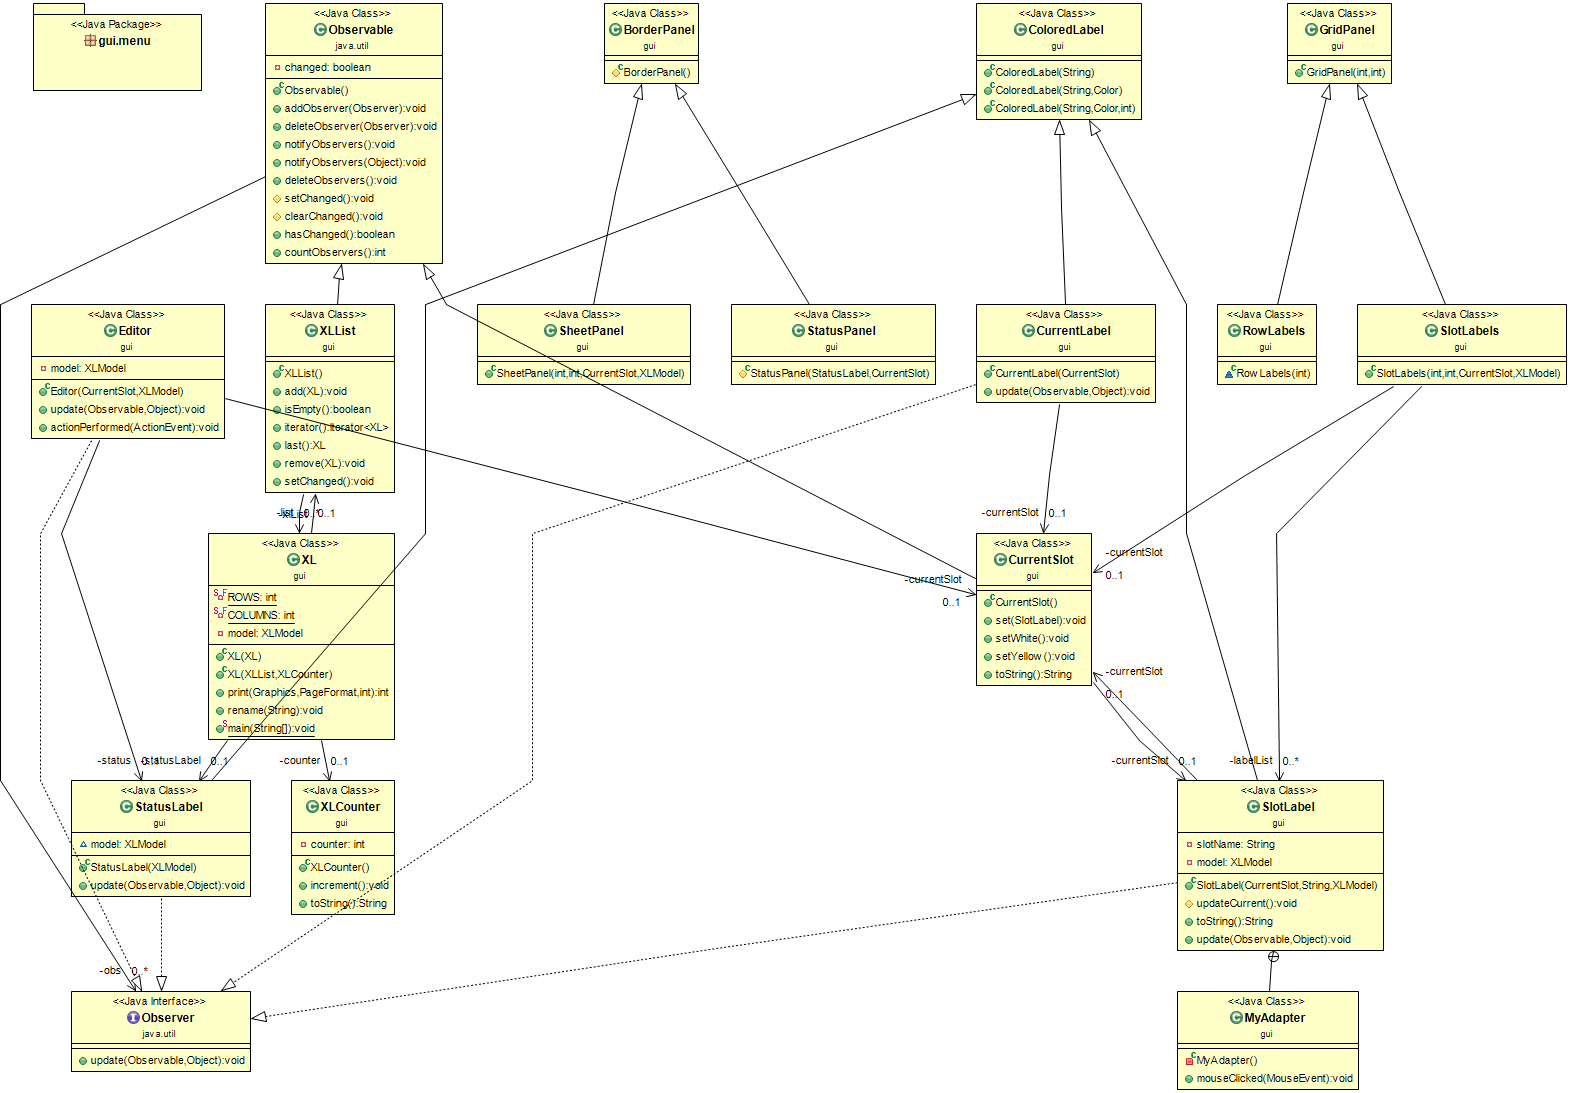 <<Java Package>>
gui.menu
<<Java Class>>
Observable
java.util
changed: boolean
Observable()
addObserver(Observer):void
deleteObserver(Observer):void
notifyObservers():void
notifyObservers(Object):void
deleteObservers():void
setChanged():void
clearChanged():void
hasChanged():boolean
countObservers():int
<<Java Class>>
BorderPanel
gui
BorderPanel()
<<Java Class>>
ColoredLabel
gui
ColoredLabel(String)
ColoredLabel(String,Color)
ColoredLabel(String,Color,int)
<<Java Class>>
GridPanel
gui
GridPanel(int,int)
<<Java Class>>
Editor
gui
model: XLModel
Editor(CurrentSlot,XLModel)
update(Observable,Object):void
actionPerformed(ActionEvent):void
<<Java Class>>
XLList
gui
XLList()
add(XL):void
isEmpty():boolean
iterator():Iterator<XL>
last():XL
remove(XL):void
setChanged():void
<<Java Class>>
SheetPanel
gui
SheetPanel(int,int,CurrentSlot,XLModel)
<<Java Class>>
StatusPanel
gui
StatusPanel(StatusLabel,CurrentSlot)
<<Java Class>>
CurrentLabel
gui
CurrentLabel(CurrentSlot)
update(Observable,Object):void
<<Java Class>>
RowLabels
gui
RowLabels(int)
<<Java Class>>
SlotLabels
gui
SlotLabels(int,int,CurrentSlot,XLModel)
-list 0..*
-xlList 0..1
-currentSlot 0..1
<<Java Class>>
XL
gui
ROWS: int
COLUMNS: int
model: XLModel
XL(XL)
XL(XLList,XLCounter)
print(Graphics,PageFormat,int):int
rename(String):void
main(String[]):void
-currentSlot
0..1
<<Java Class>>
CurrentSlot
gui
CurrentSlot()
set(SlotLabel):void
setWhite():void
setYellow():void
toString():String
-currentSlot
0..1
-currentSlot
0..1
-status 0..1
-statusLabel 0..1
-counter 0..1
-currentSlot 0..1
-labelList 0..*
<<Java Class>>
StatusLabel
gui
model: XLModel
StatusLabel(XLModel)
update(Observable,Object):void
<<Java Class>>
XLCounter
gui
counter: int
XLCounter()
increment():void
toString():String
<<Java Class>>
SlotLabel
gui
slotName: String
model: XLModel
SlotLabel(CurrentSlot,String,XLModel)
updateCurrent():void
toString():String
update(Observable,Object):void
-obs 0..*
<<Java Interface>>
Observer
java.util
update(Observable,Object):void
<<Java Class>>
MyAdapter
gui
MyAdapter()
mouseClicked(MouseEvent):void